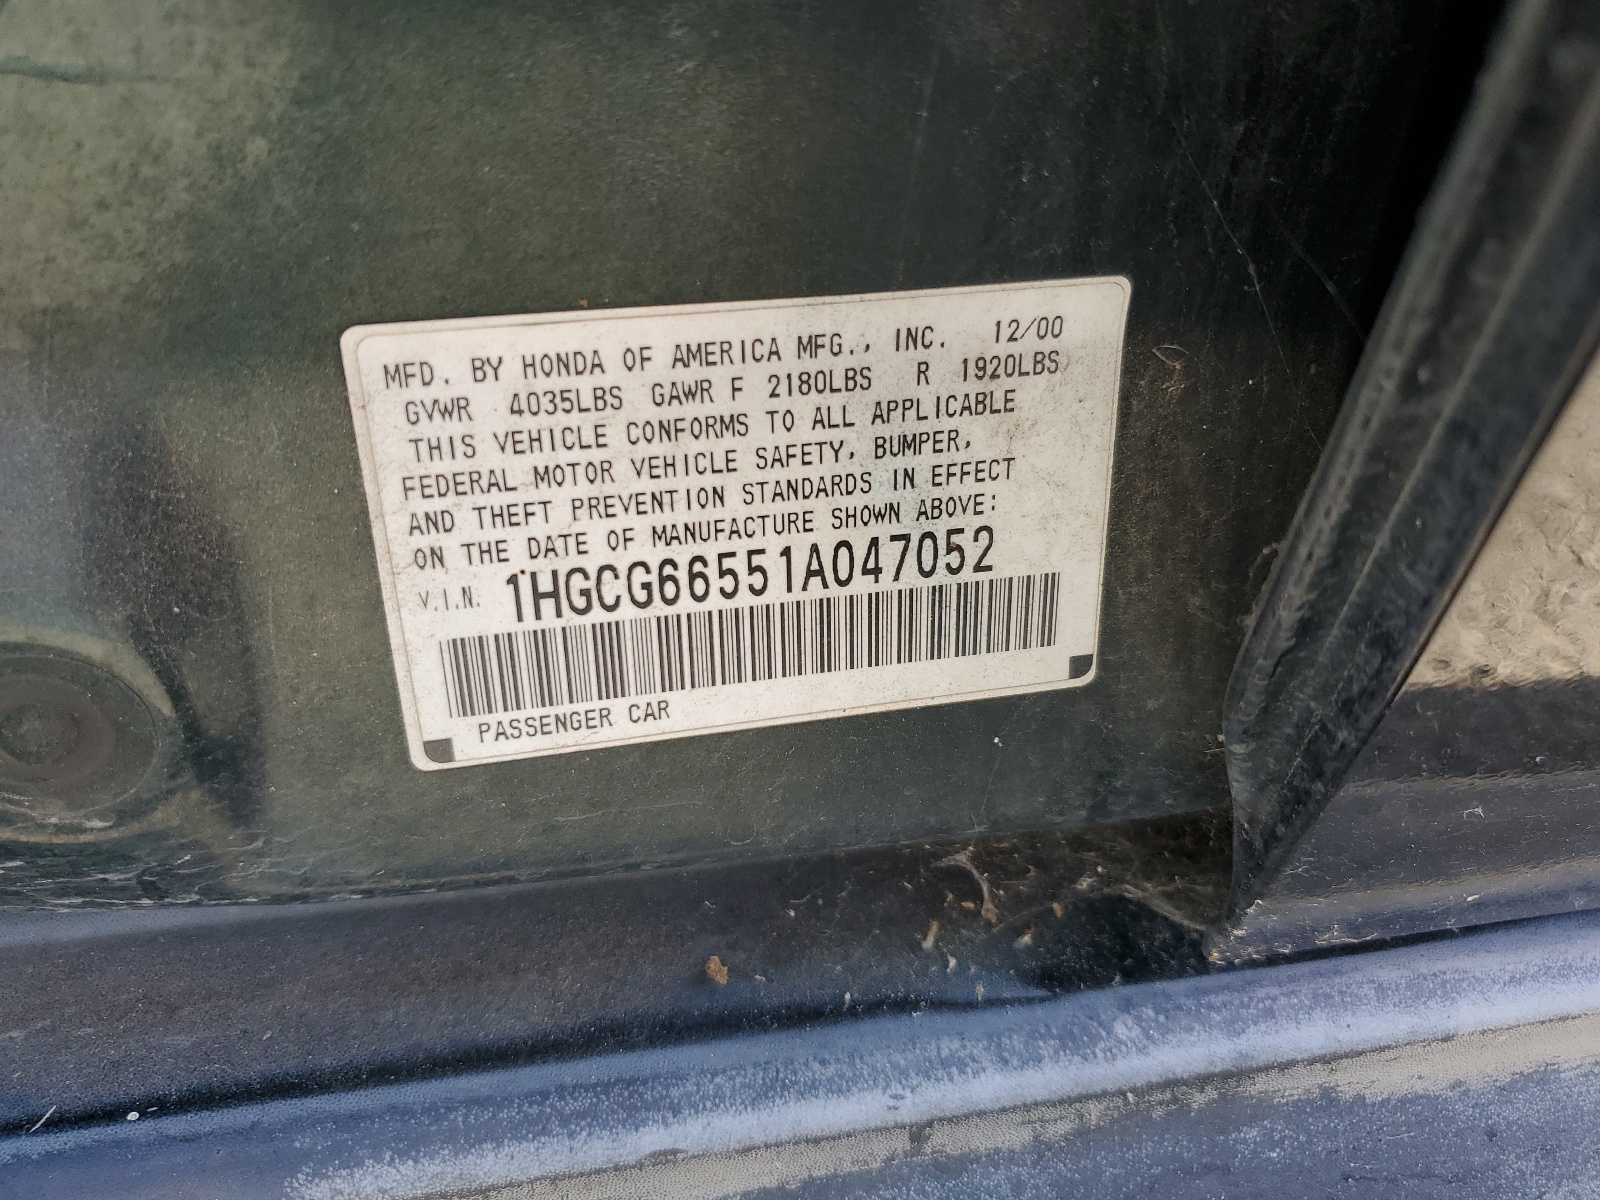 MFD. BY HONDA OF AMERICA MFG., INC. 12/00
GVWR 4035LBS GAWR F 2180LBS R 1920LBS
THIS VEHICLE CONFORMS TO ALL APPLICABLE
FEDERAL MOTOR VEHICLE SAFETY, BUMPER,
AND THEFT PREVENTION STANDARDS IN EFFECT
ON THE DATE OF MANUFACTURE SHOWN ABOVE:
V.I.N: 1HGCG66551A047052
PASSENGER CAR